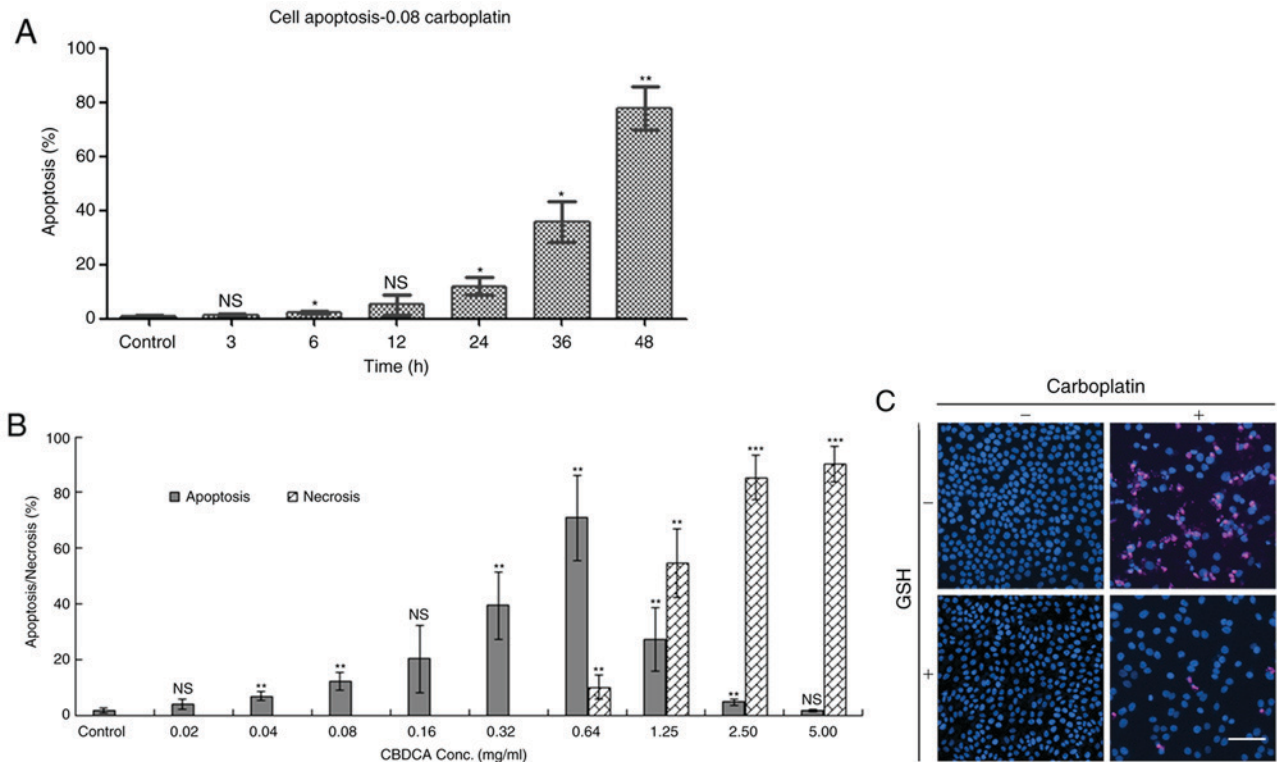 A
Cell apoptosis-0.08 carboplatin
Apoptosis (%)
100
80
60
40
20
0
NS
*
NS
*
*
**
Control 3 6 12 24 36 48
Time (h)
B
Apoptosis/Necrosis (%)
100
80
60
40
20
0
Apoptosis Necrosis
NS
**
**
NS
**
**
**
**
**
**
***
NS
***
Control 0.02 0.04 0.08 0.16 0.32 0.64 1.25 2.50 5.00
CBDCA Conc. (mg/ml)
C
Carboplatin
− +
GSH
−
+